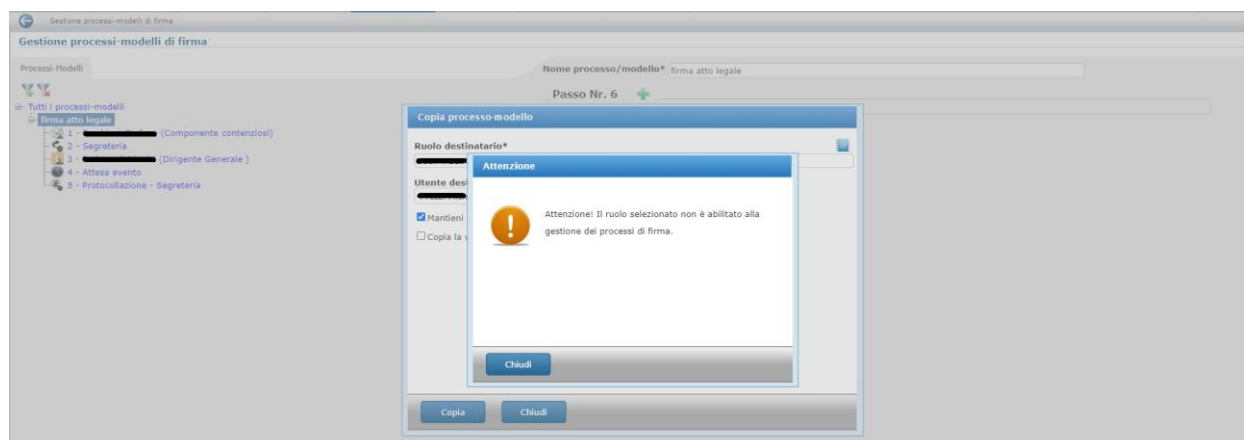 Gestione processi-modelli di firma
Gestione processi-modelli di firma
Processi-Modelli
Nome processo/modello* firma atto legale
Passo Nr. 6
Tutti i processi-modelli
firma atto legale
1 - (Componente contenziosi)
2 - Segreteria
3 - (Dirigente Generale )
4 - Attesa evento
5 - Protocollazione - Segreteria
Copia processo-modello
Ruolo destinatario*
Utente des
Mantieni
Copia la v
Attenzione
Attenzione! Il ruolo selezionato non è abilitato alla
gestione dei processi di firma.
Chiudi
Copia
Chiudi